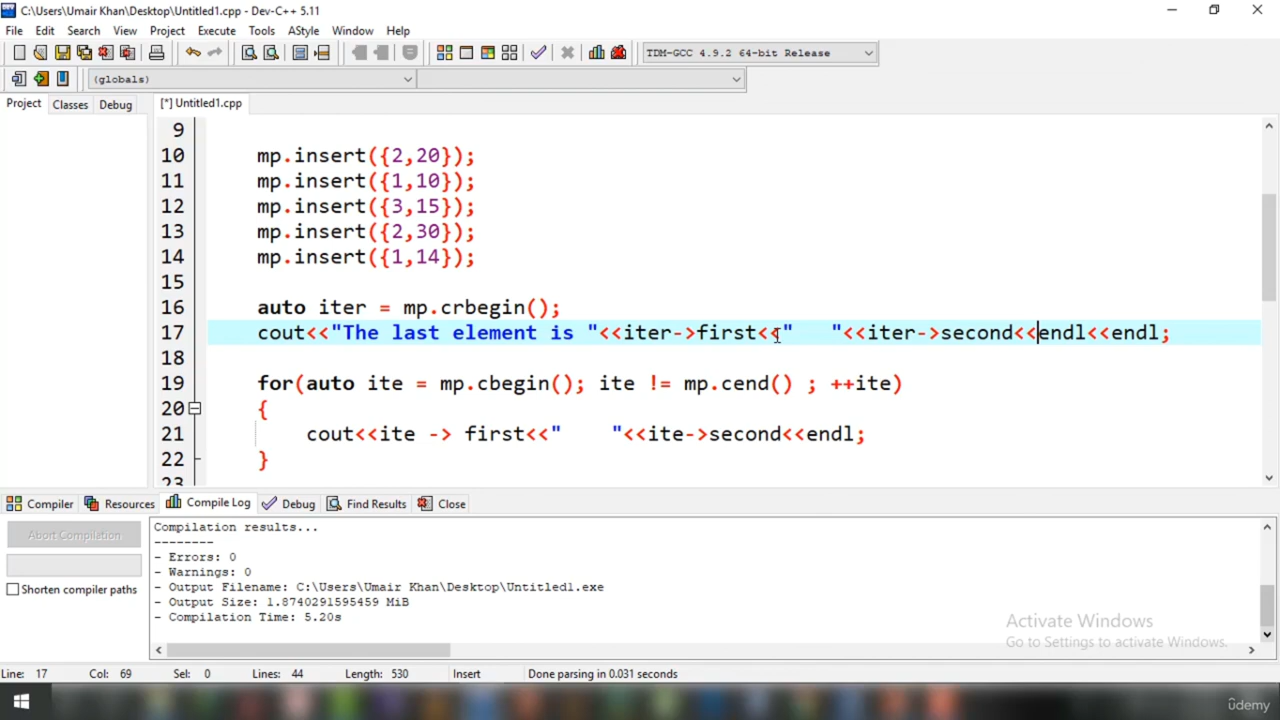 C:\Users\Umair Khan\Desktop\Untitled1.cpp - Dev-C++ 5.11
File Edit Search View Project Execute Tools AStyle Window Help
TDM-GCC 4.9.2 64-bit Release
(globals)
Project Classes Debug [*] Untitled1.cpp
9
10 mp.insert({2,20});
11 mp.insert({1,10});
12 mp.insert({3,15});
13 mp.insert({2,30});
14 mp.insert({1,14});
15
16 auto iter = mp.crbegin();
17 cout<<"The last element is "<<iter->first<<"   "<<iter->second<<endl<<endl;
18
19 for(auto ite = mp.cbegin(); ite != mp.cend() ; ++ite)
20 {
21 cout<<ite -> first<<"    "<<ite->second<<endl;
22 }
23
Compiler Resources Compile Log Debug Find Results Close
Abort Compilation
Shorten compiler paths
Compilation results...
--------
- Errors: 0
- Warnings: 0
- Output Filename: C:\Users\Umair Khan\Desktop\Untitled1.exe
- Output Size: 1.8740291595459 MiB
- Compilation Time: 5.20s
Activate Windows
Go to Settings to activate Windows.
Line: 17 Col: 69 Sel: 0 Lines: 44 Length: 530 Insert Done parsing in 0.031 seconds
ûdemy